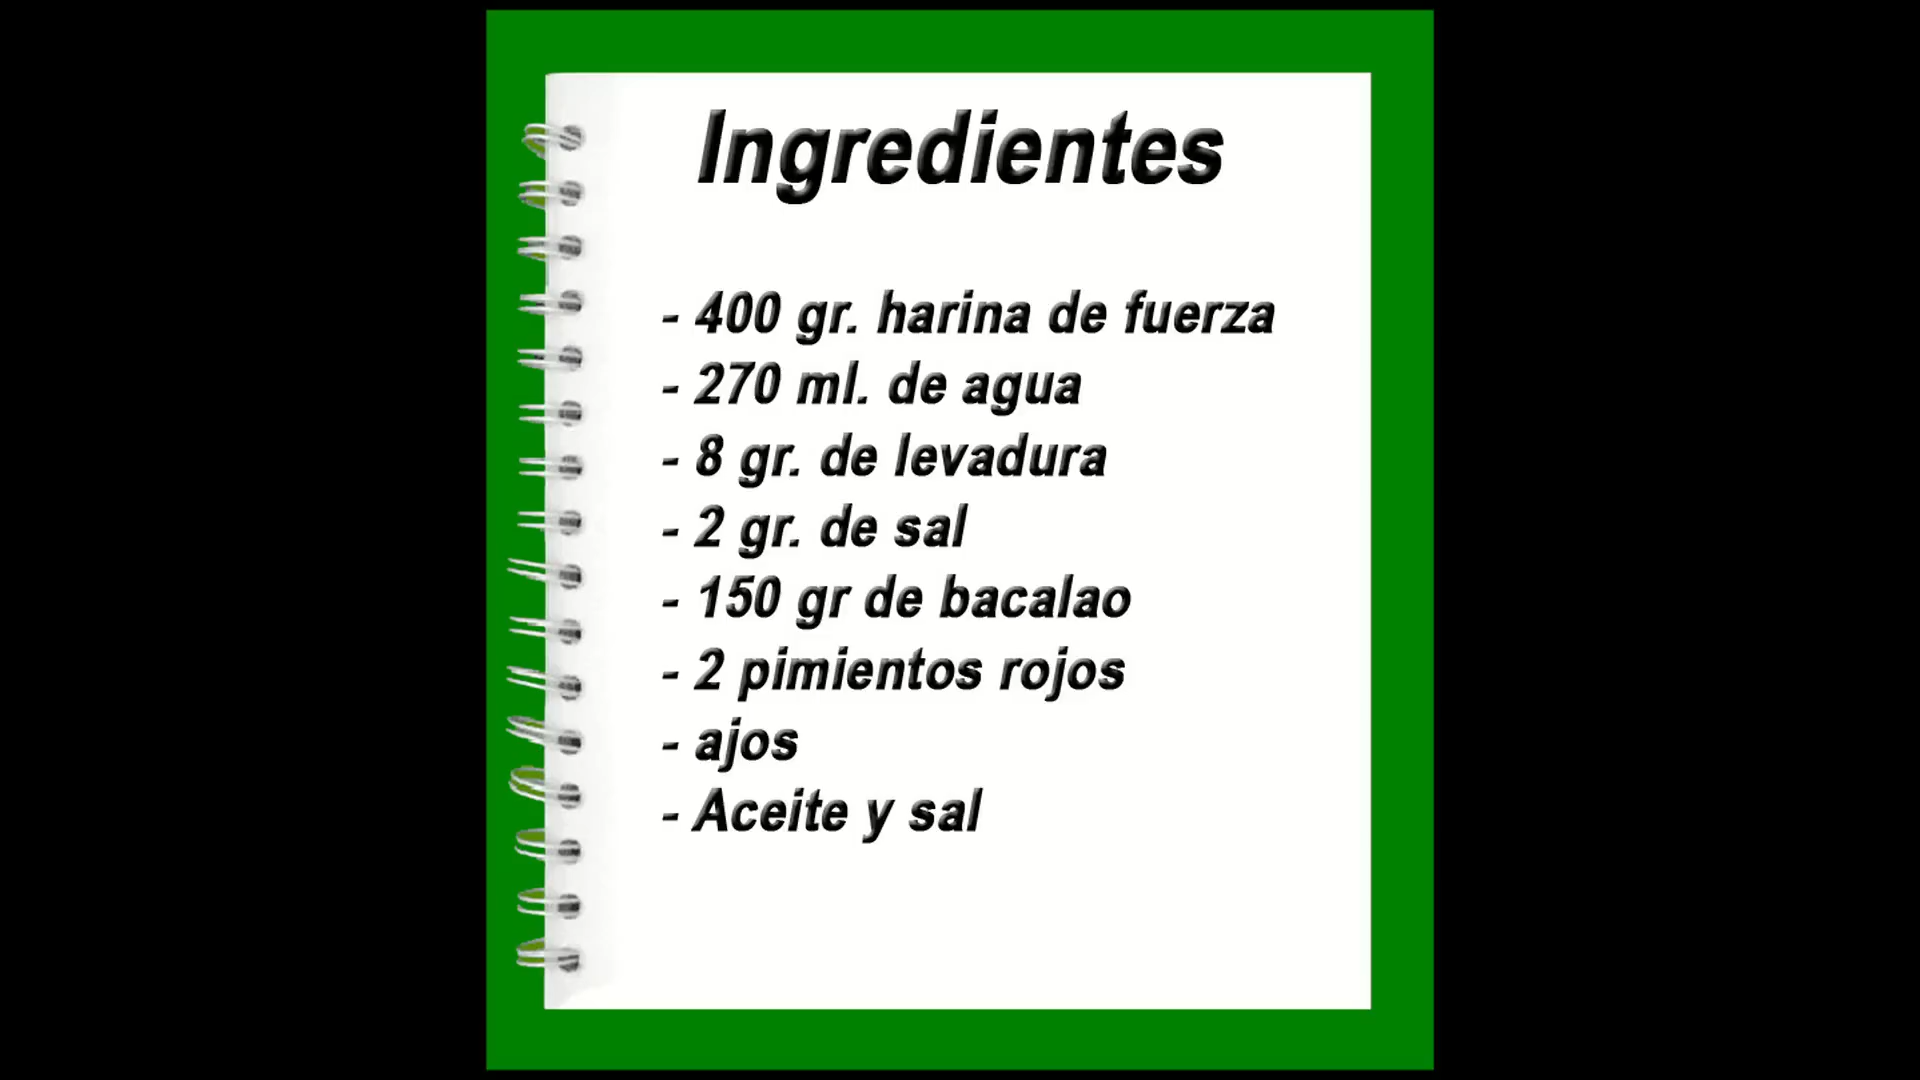 Ingredientes
- 400 gr. harina de fuerza
- 270 ml. de agua
- 8 gr. de levadura
- 2 gr. de sal
- 150 gr de bacalao
- 2 pimientos rojos
- ajos
- Aceite y sal